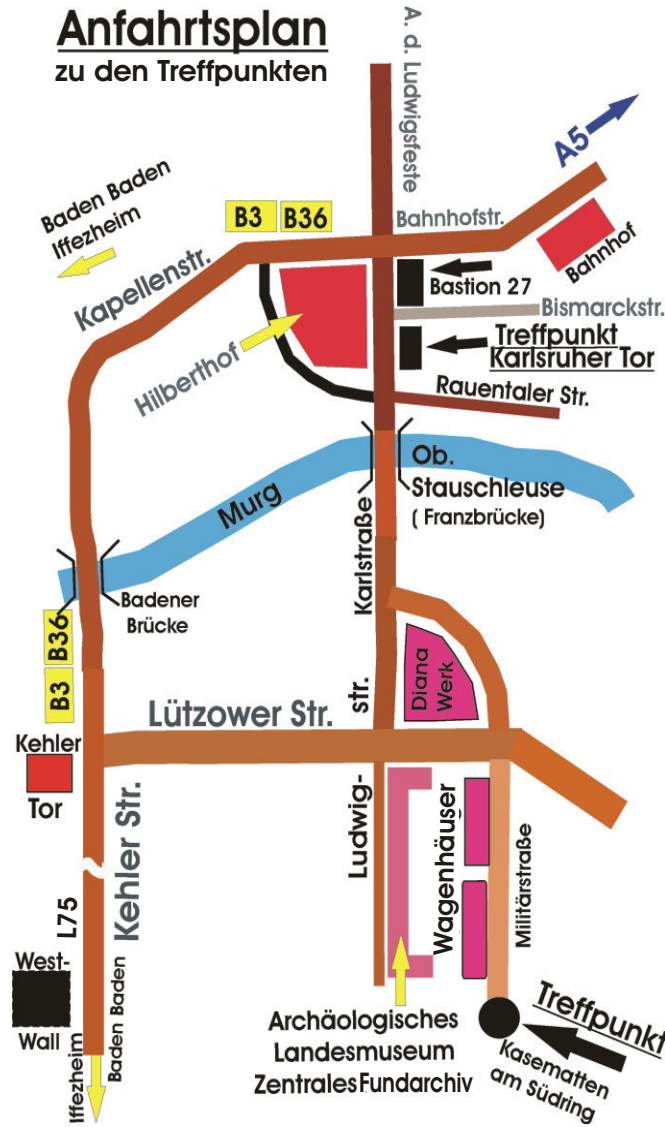 Anfahrtsplan
zu den Treffpunkten
A. d. Ludwigsfeste
A5
Baden Baden
Iffezheim
B3
B36
Bahnhofstr.
Bahnhof
Kapellenstr.
Bastion 27
Bismarckstr.
Treffpunkt
Karlsruher Tor
Hilberthof
Rauentaler Str.
Murg
Ob.
Stauschleuse
( Franzbrücke)
Karlstraße
Badener
Brücke
B36
B3
Diana
Werk
Lützower Str.
str.
Ludwig-
Kehler
Tor
Kehler Str.
L75
Wagenhäuser
Militärstraße
West-
Wall
Iffezheim
Baden Baden
Archäologisches
Landesmuseum
Zentrales Fundarchiv
Treffpunkt
Kasematten
am Südring